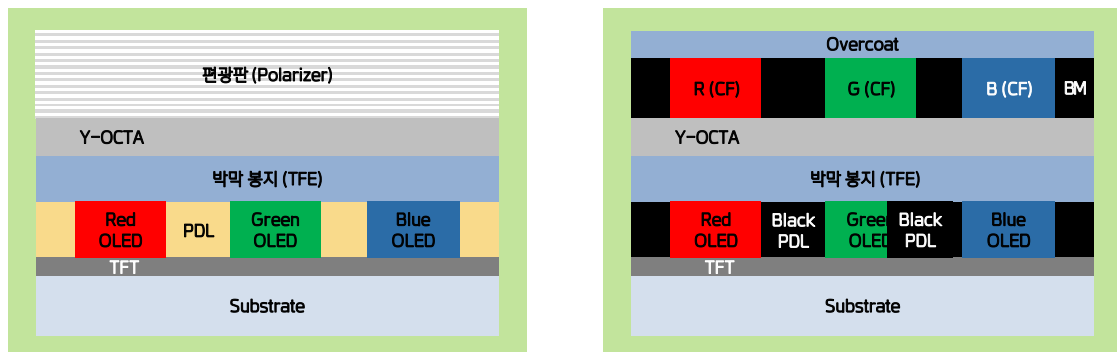 편광판 (Polarizer)
Y-OCTA
박막 봉지 (TFE)
Red
OLED
PDL
Green
OLED
Blue
OLED
TFT
Substrate
Overcoat
R (CF)
G (CF)
B (CF)
BM
Y-OCTA
박막 봉지 (TFE)
Red
OLED
Black
PDL
Green
OLED
Black
PDL
Blue
OLED
TFT
Substrate